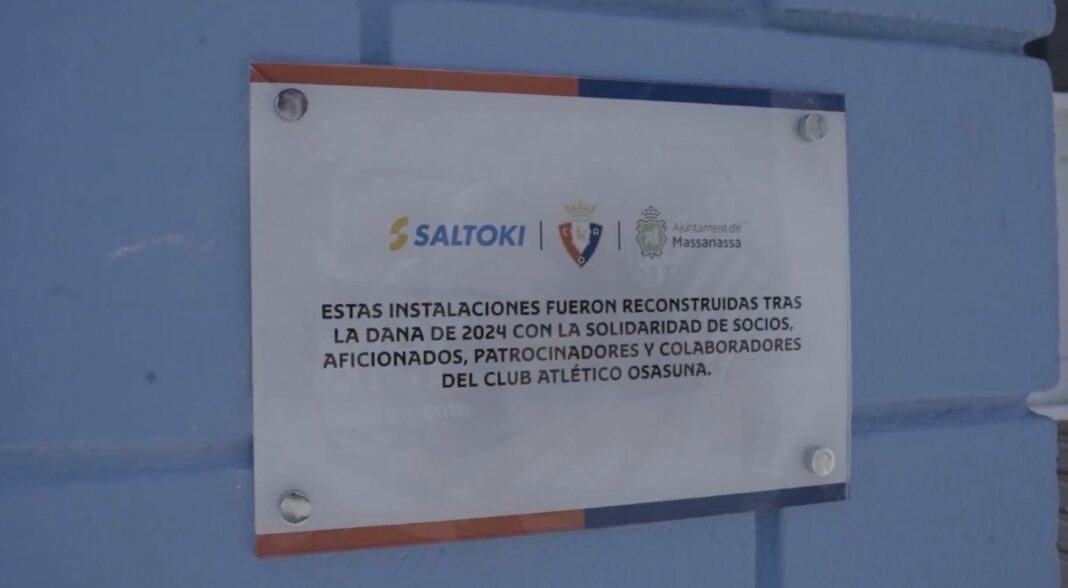 SALTOKI
C A
O
Ajuntament de
Massanassa
ESTAS INSTALACIONES FUERON RECONSTRUIDAS TRAS
LA DANA DE 2024 CON LA SOLIDARIDAD DE SOCIOS,
AFICIONADOS, PATROCINADORES Y COLABORADORES
DEL CLUB ATLÉTICO OSASUNA.